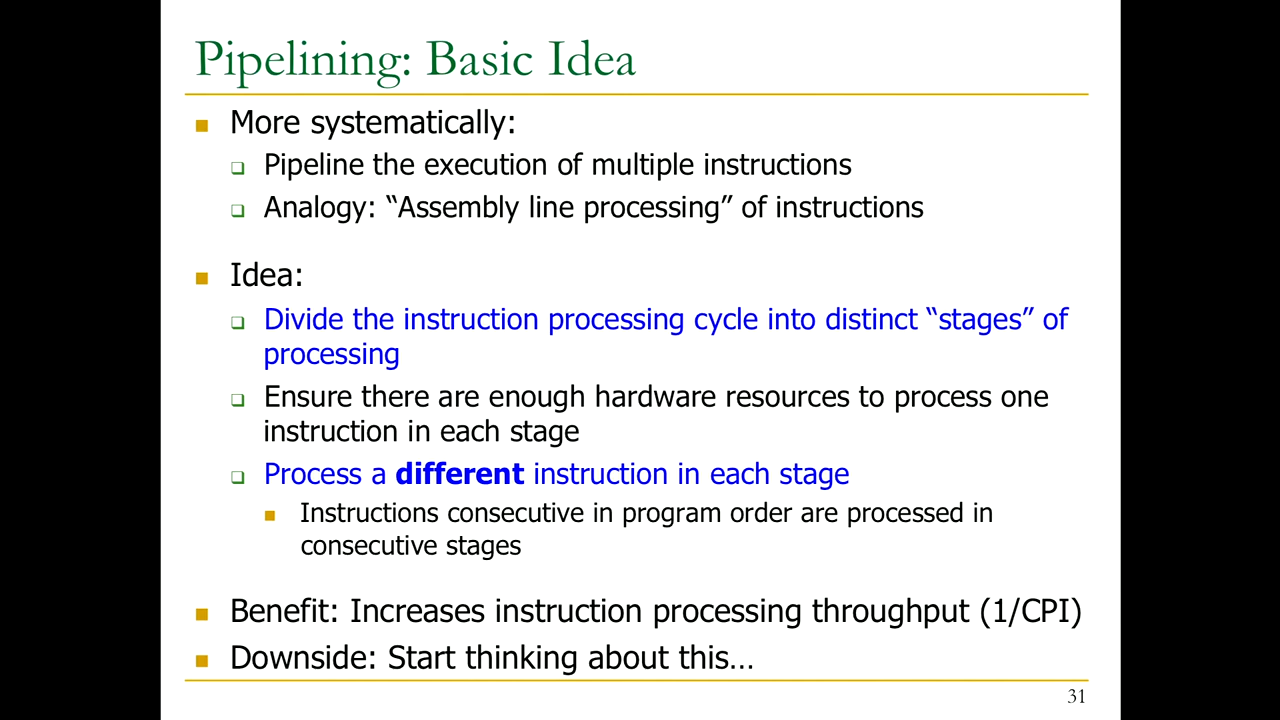 Pipelining: Basic Idea
More systematically:
Pipeline the execution of multiple instructions
Analogy: “Assembly line processing” of instructions
Idea:
Divide the instruction processing cycle into distinct “stages” of
processing
Ensure there are enough hardware resources to process one
instruction in each stage
Process a different instruction in each stage
Instructions consecutive in program order are processed in
consecutive stages
Benefit: Increases instruction processing throughput (1/CPI)
Downside: Start thinking about this…
31